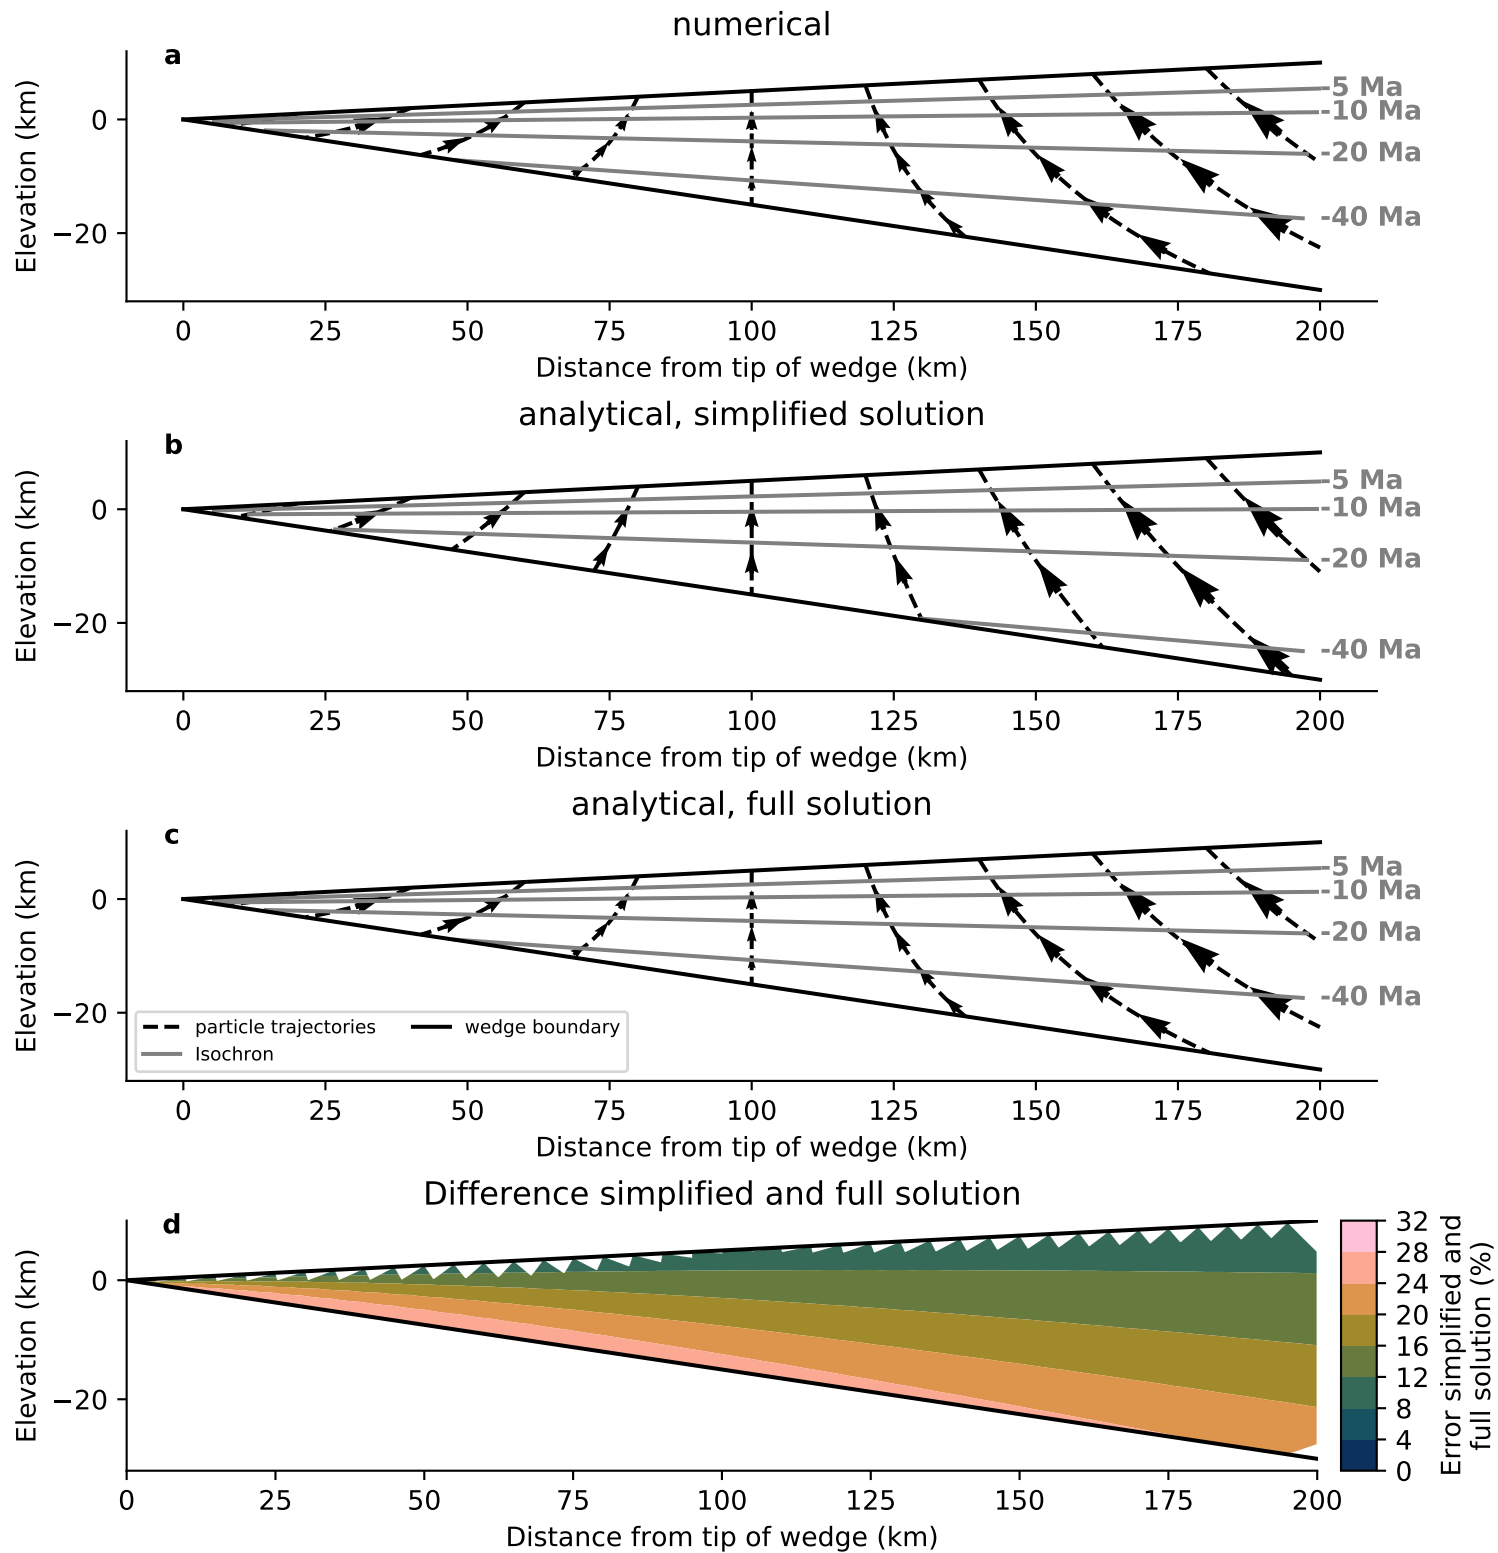 numerical
a
Elevation (km)
0
−20
-5 Ma
-10 Ma
-20 Ma
-40 Ma
0 25 50 75 100 125 150 175 200
Distance from tip of wedge (km)
analytical, simplified solution
b
Elevation (km)
0
−20
-5 Ma
-10 Ma
-20 Ma
-40 Ma
0 25 50 75 100 125 150 175 200
Distance from tip of wedge (km)
analytical, full solution
c
Elevation (km)
0
−20
-5 Ma
-10 Ma
-20 Ma
-40 Ma
particle trajectories wedge boundary
Isochron
0 25 50 75 100 125 150 175 200
Distance from tip of wedge (km)
Difference simplified and full solution
d
Elevation (km)
0
−20
0 25 50 75 100 125 150 175 200
Distance from tip of wedge (km)
32
28
24
20
16
12
8
4
0
Error simplified and
full solution (%)